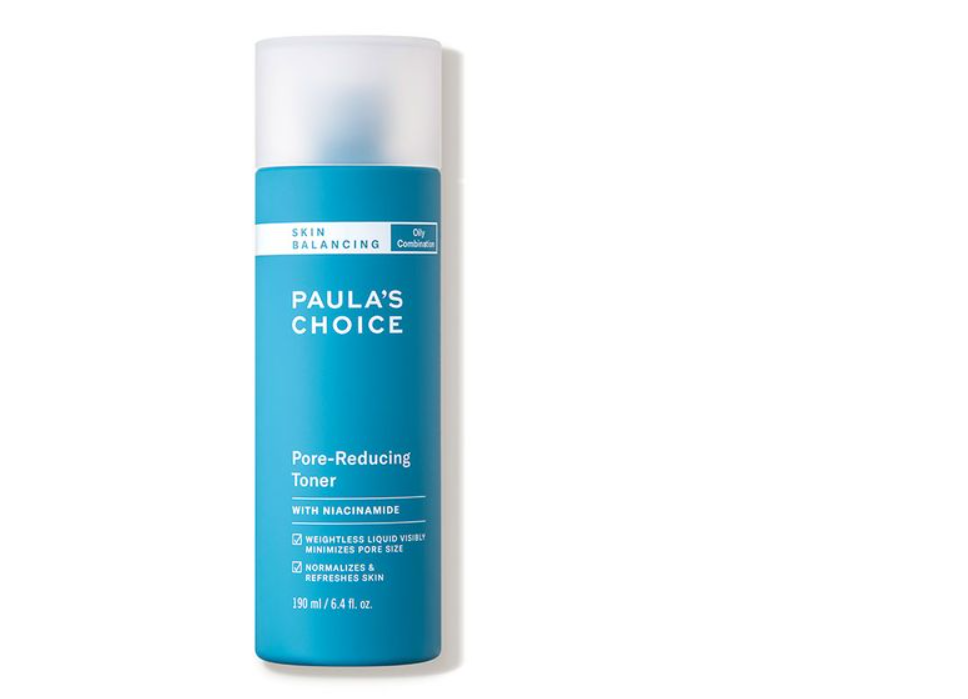 SKIN
BALANCING
Oily
Combination
PAULA'S
CHOICE
Pore-Reducing
Toner
WITH NIACINAMIDE
WEIGHTLESS LIQUID VISIBLY
MINIMIZES PORE SIZE
NORMALIZES &
REFRESHES SKIN
190 ml / 6.4 fl. oz.